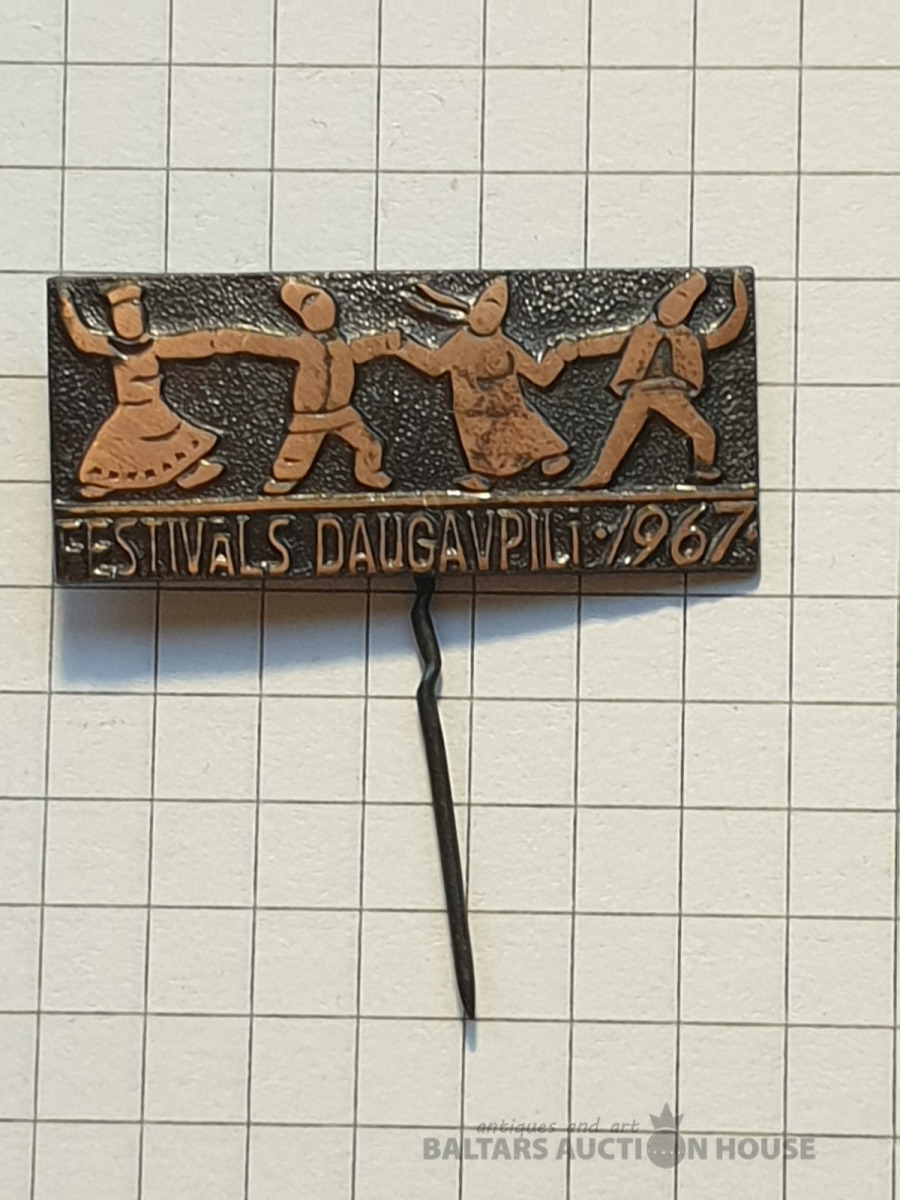 FESTIVāLS DAUGAVPILī · 1967 ·
antiques and art
BALTARS AUCTION HOUSE